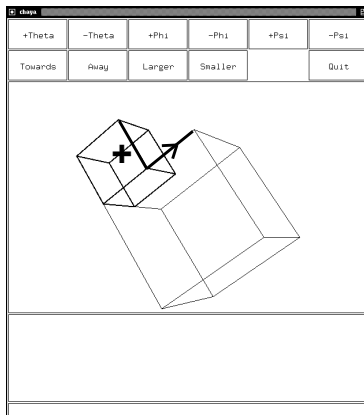 chaya
+Theta -Theta +Phi -Phi +Psi -Psi
Towards Away Larger Smaller Quit